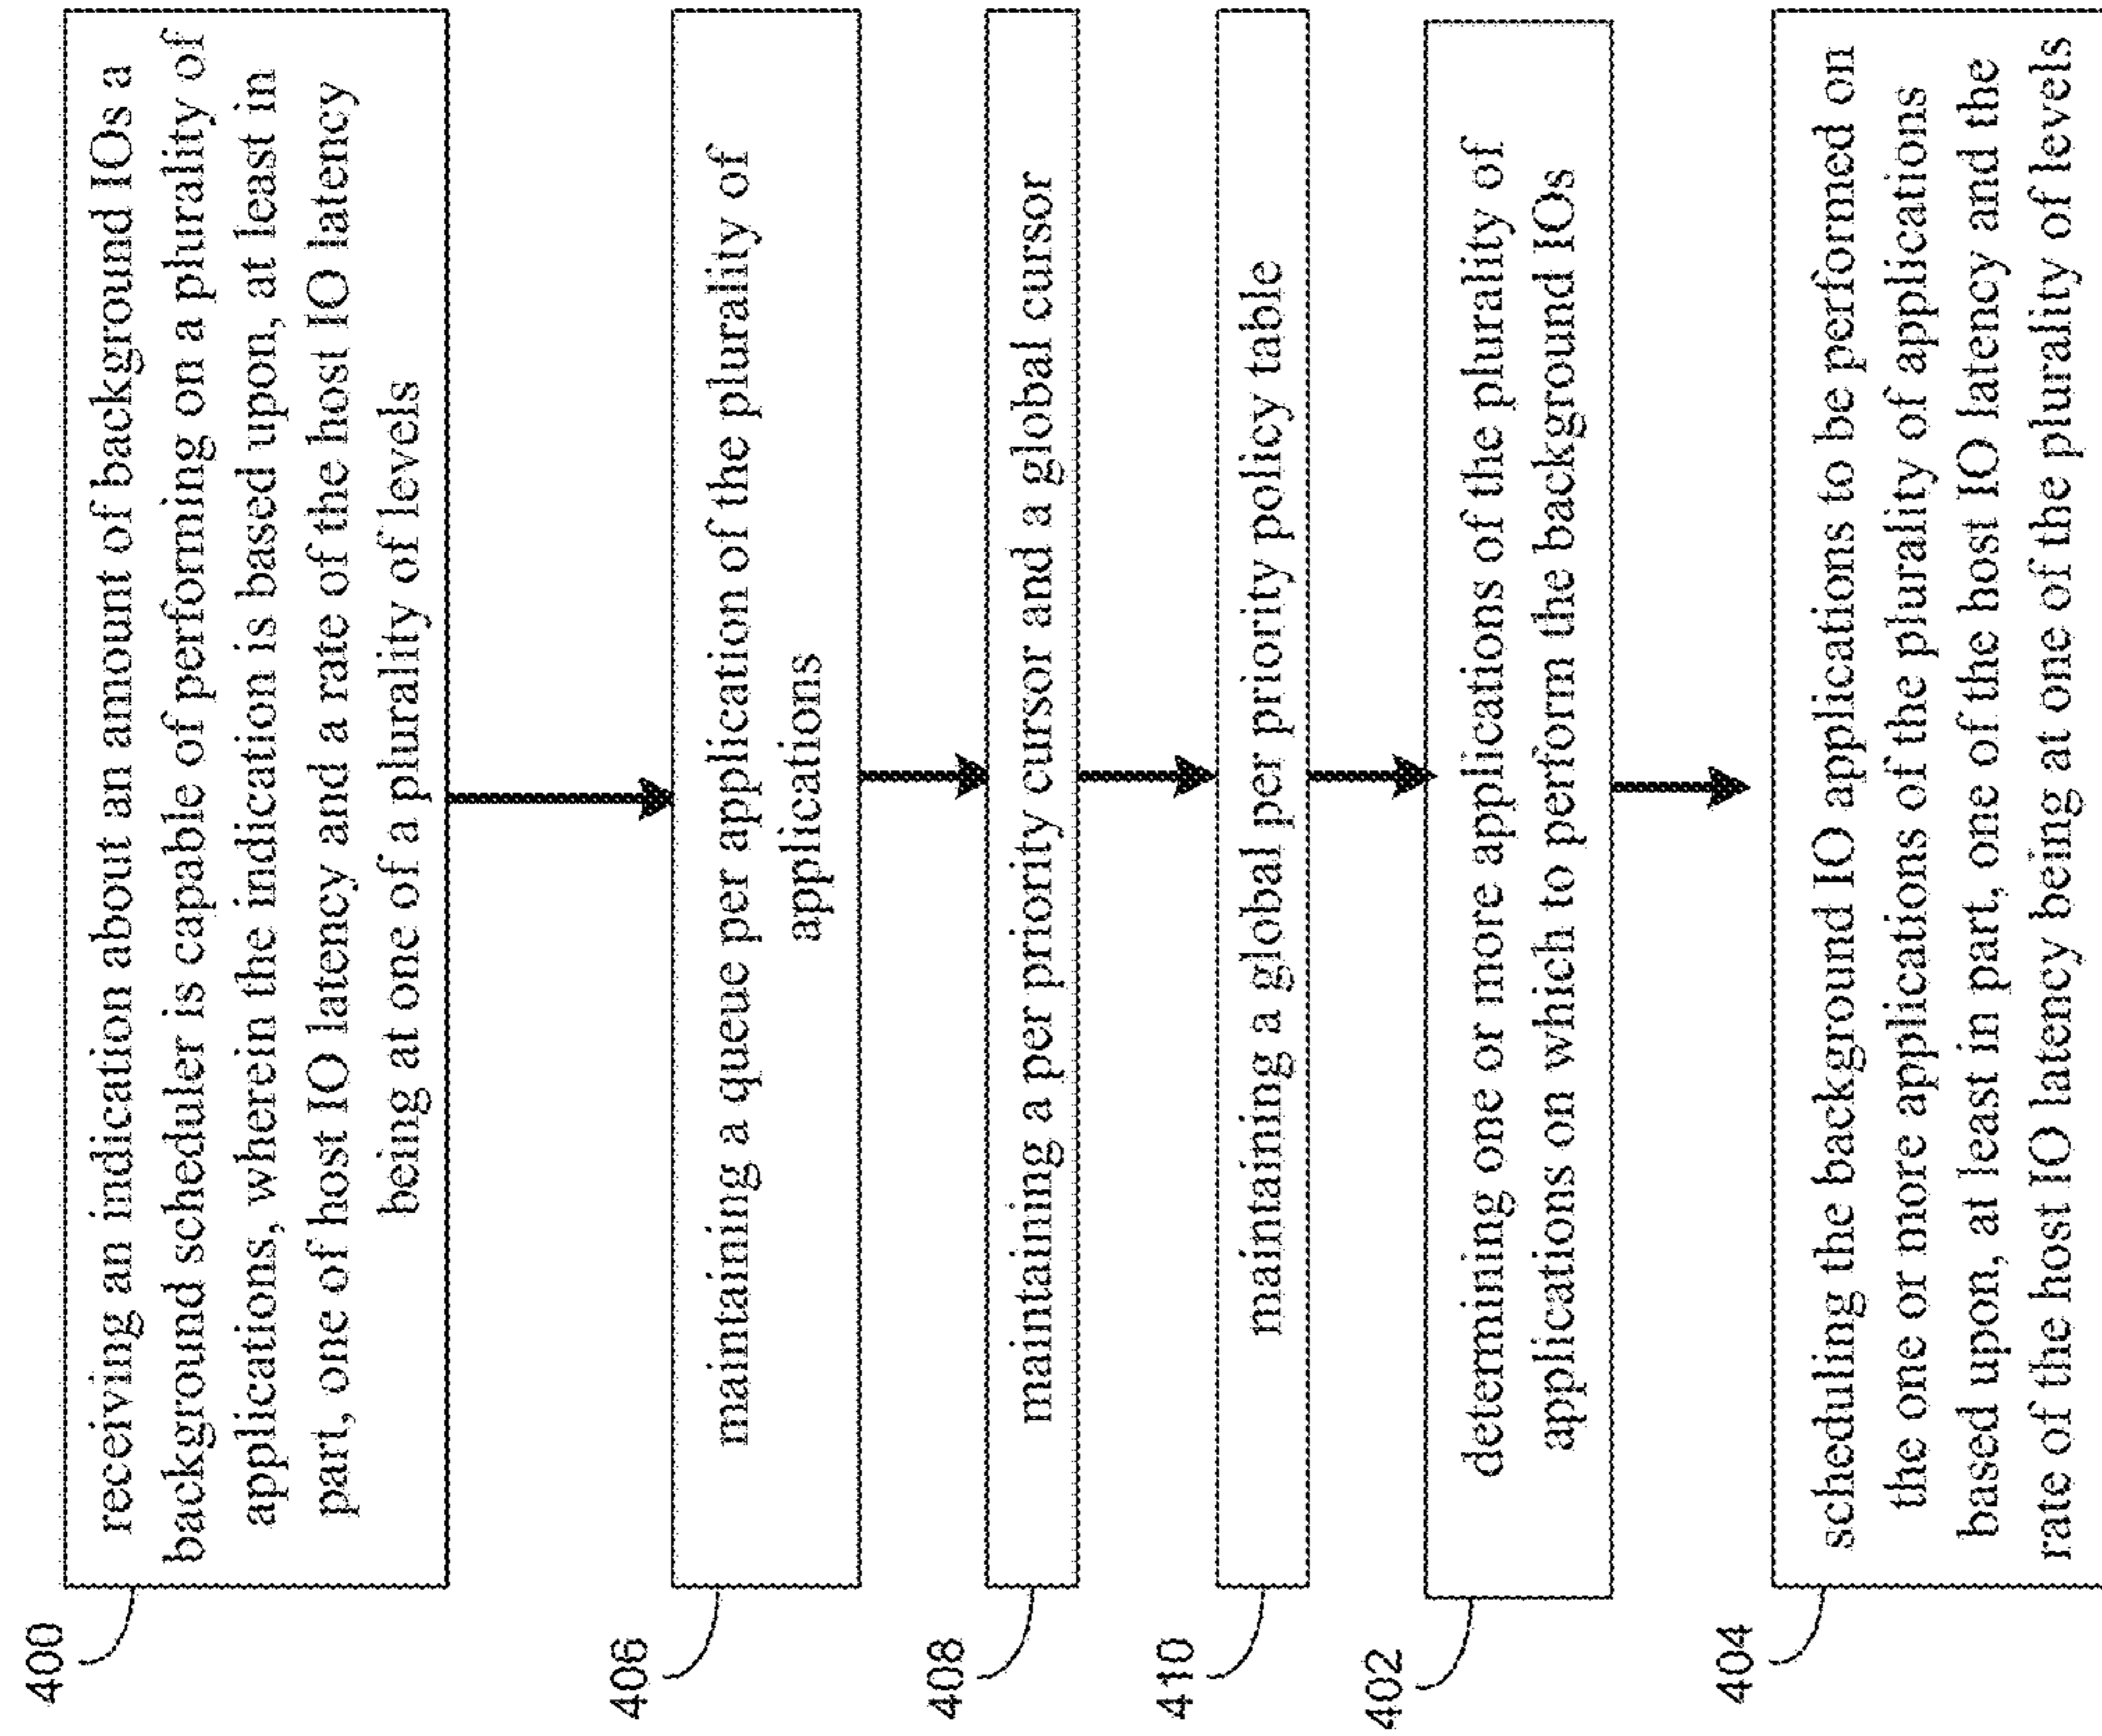 400
receiving an indication about an amount of background IOs a
background scheduler is capable of performing on a plurality of
applications, wherein the indication is based upon, at least in
part, one of host IO latency and a rate of the host IO latency
being at one of a plurality of levels
406
maintaining a queue per application of the plurality of
applications
408
maintaining a per priority cursor and a global cursor
410
maintaining a global per priority policy table
402
determining one or more applications of the plurality of
applications on which to perform the background IOs
404
scheduling the background IO applications to be performed on
the one or more applications of the plurality of applications
based upon, at least in part, one of the host IO latency and the
rate of the host IO latency being at one of the plurality of levels